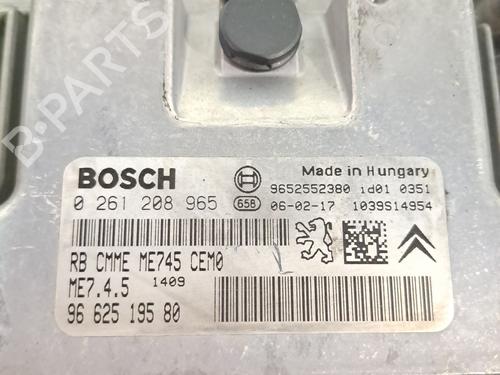 B-PARTS
BOSCH
Made in Hungary
9652552380 1d01 0351
0 261 208 965
658 06-02-17 1039S14954
RB CMME ME745 CEM0
ME7.4.5 1409
96 625 195 80